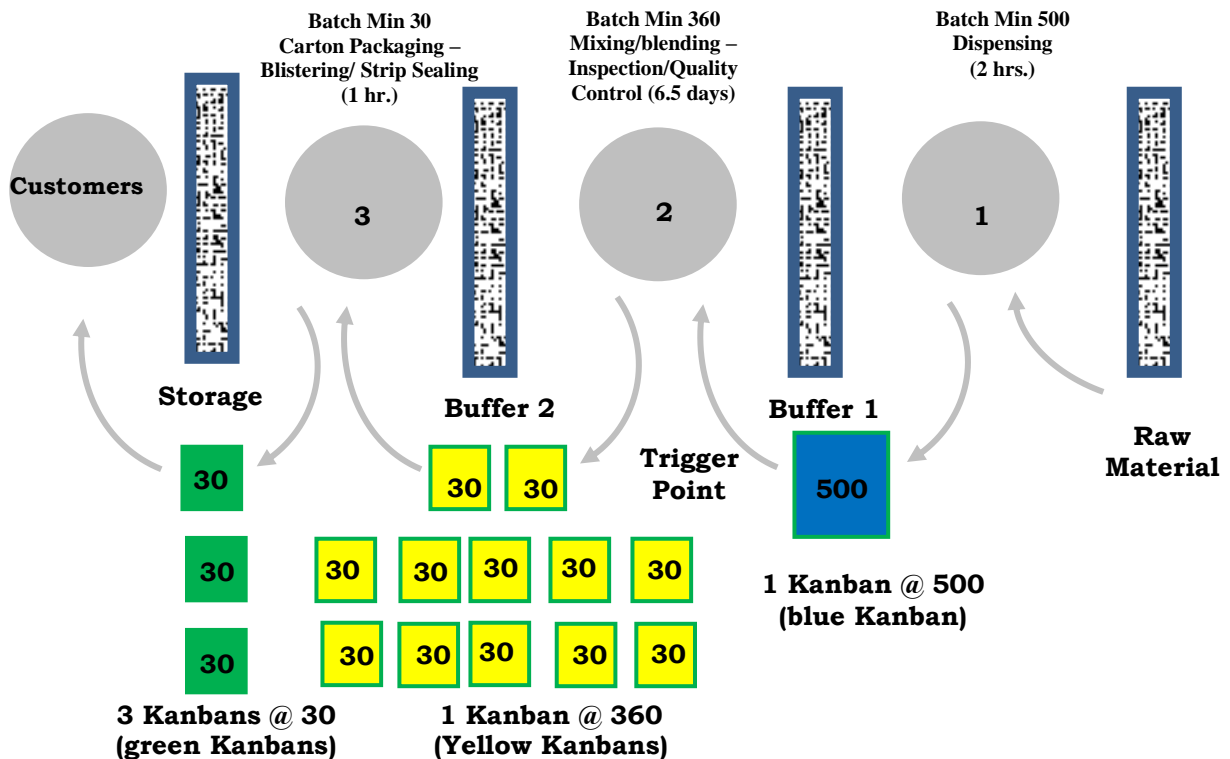 Batch Min 30
Carton Packaging –
Blistering/ Strip Sealing
(1 hr.)
Batch Min 360
Mixing/blending –
Inspection/Quality
Control (6.5 days)
Batch Min 500
Dispensing
(2 hrs.)
Customers
3
2
1
Storage
Buffer 2
Buffer 1
Raw
Material
Trigger
Point
30
30 30
500
30
30 30 30 30 30
1 Kanban @ 500
(blue Kanban)
30
30 30 30 30 30
3 Kanbans @ 30
(green Kanbans)
1 Kanban @ 360
(Yellow Kanbans)